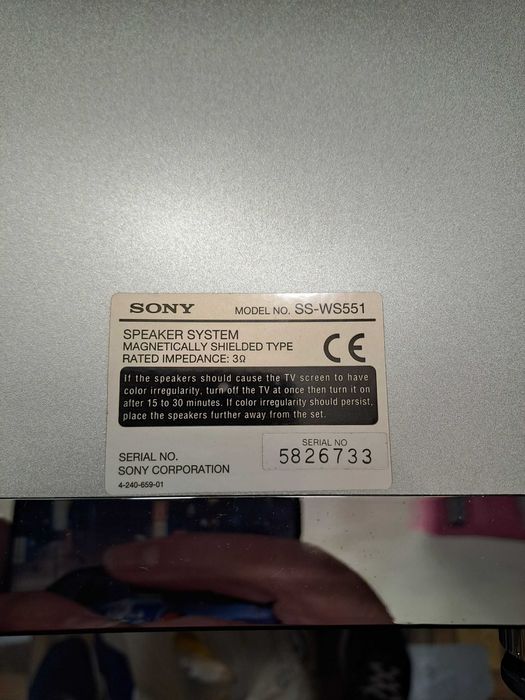 SONY MODEL NO. SS-WS551
SPEAKER SYSTEM
MAGNETICALLY SHIELDED TYPE
RATED IMPEDANCE: 3Ω
CE
If the speakers should cause the TV screen to have
color irregularity, turn off the TV at once then turn it on
after 15 to 30 minutes. If color irregularity should persist,
place the speakers further away from the set.
SERIAL NO
5826733
SERIAL NO.
SONY CORPORATION
4-240-659-01